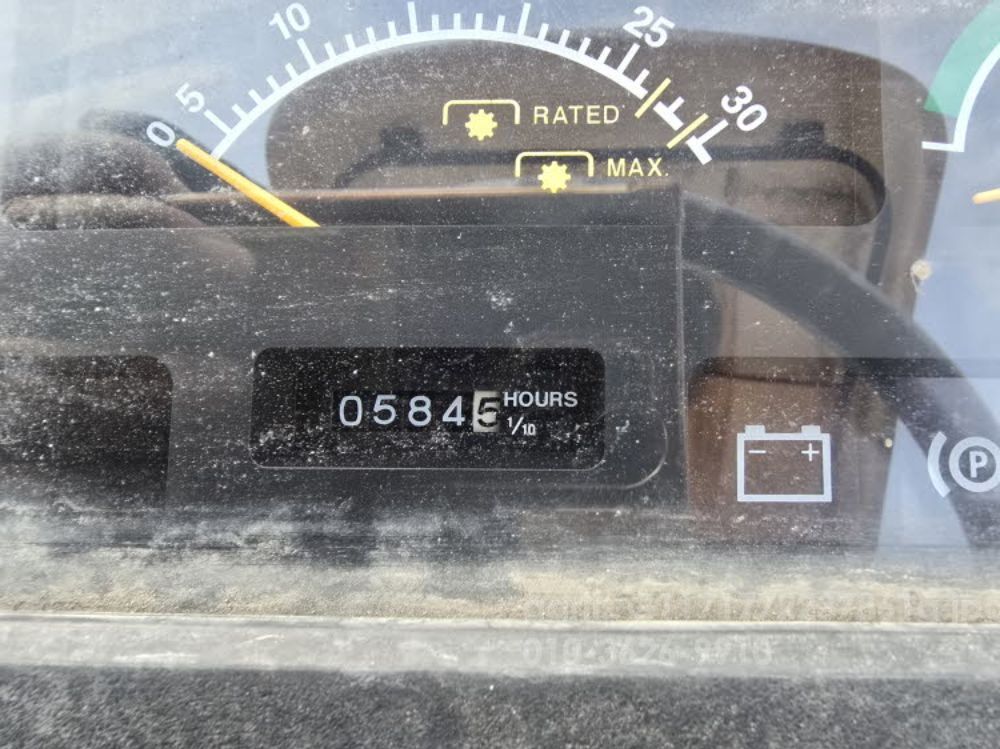 0 5 10 25 30
RATED
MAX.
05845 HOURS
1/10
- +
P